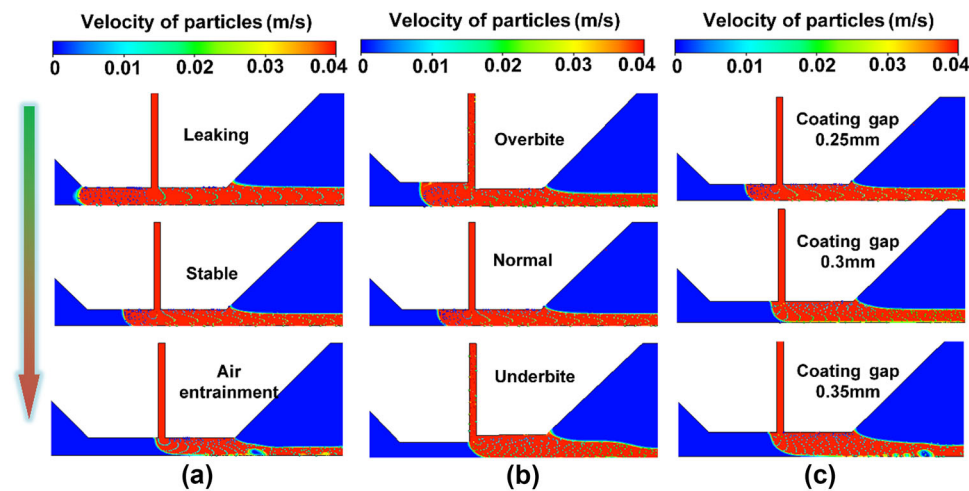 Velocity of particles (m/s)
0 0.01 0.02 0.03 0.04
Leaking
Stable
Air
entrainment
(a)
Velocity of particles (m/s)
0 0.01 0.02 0.03 0.04
Overbite
Normal
Underbite
(b)
Velocity of particles (m/s)
0 0.01 0.02 0.03 0.04
Coating gap
0.25mm
Coating gap
0.3mm
Coating gap
0.35mm
(c)